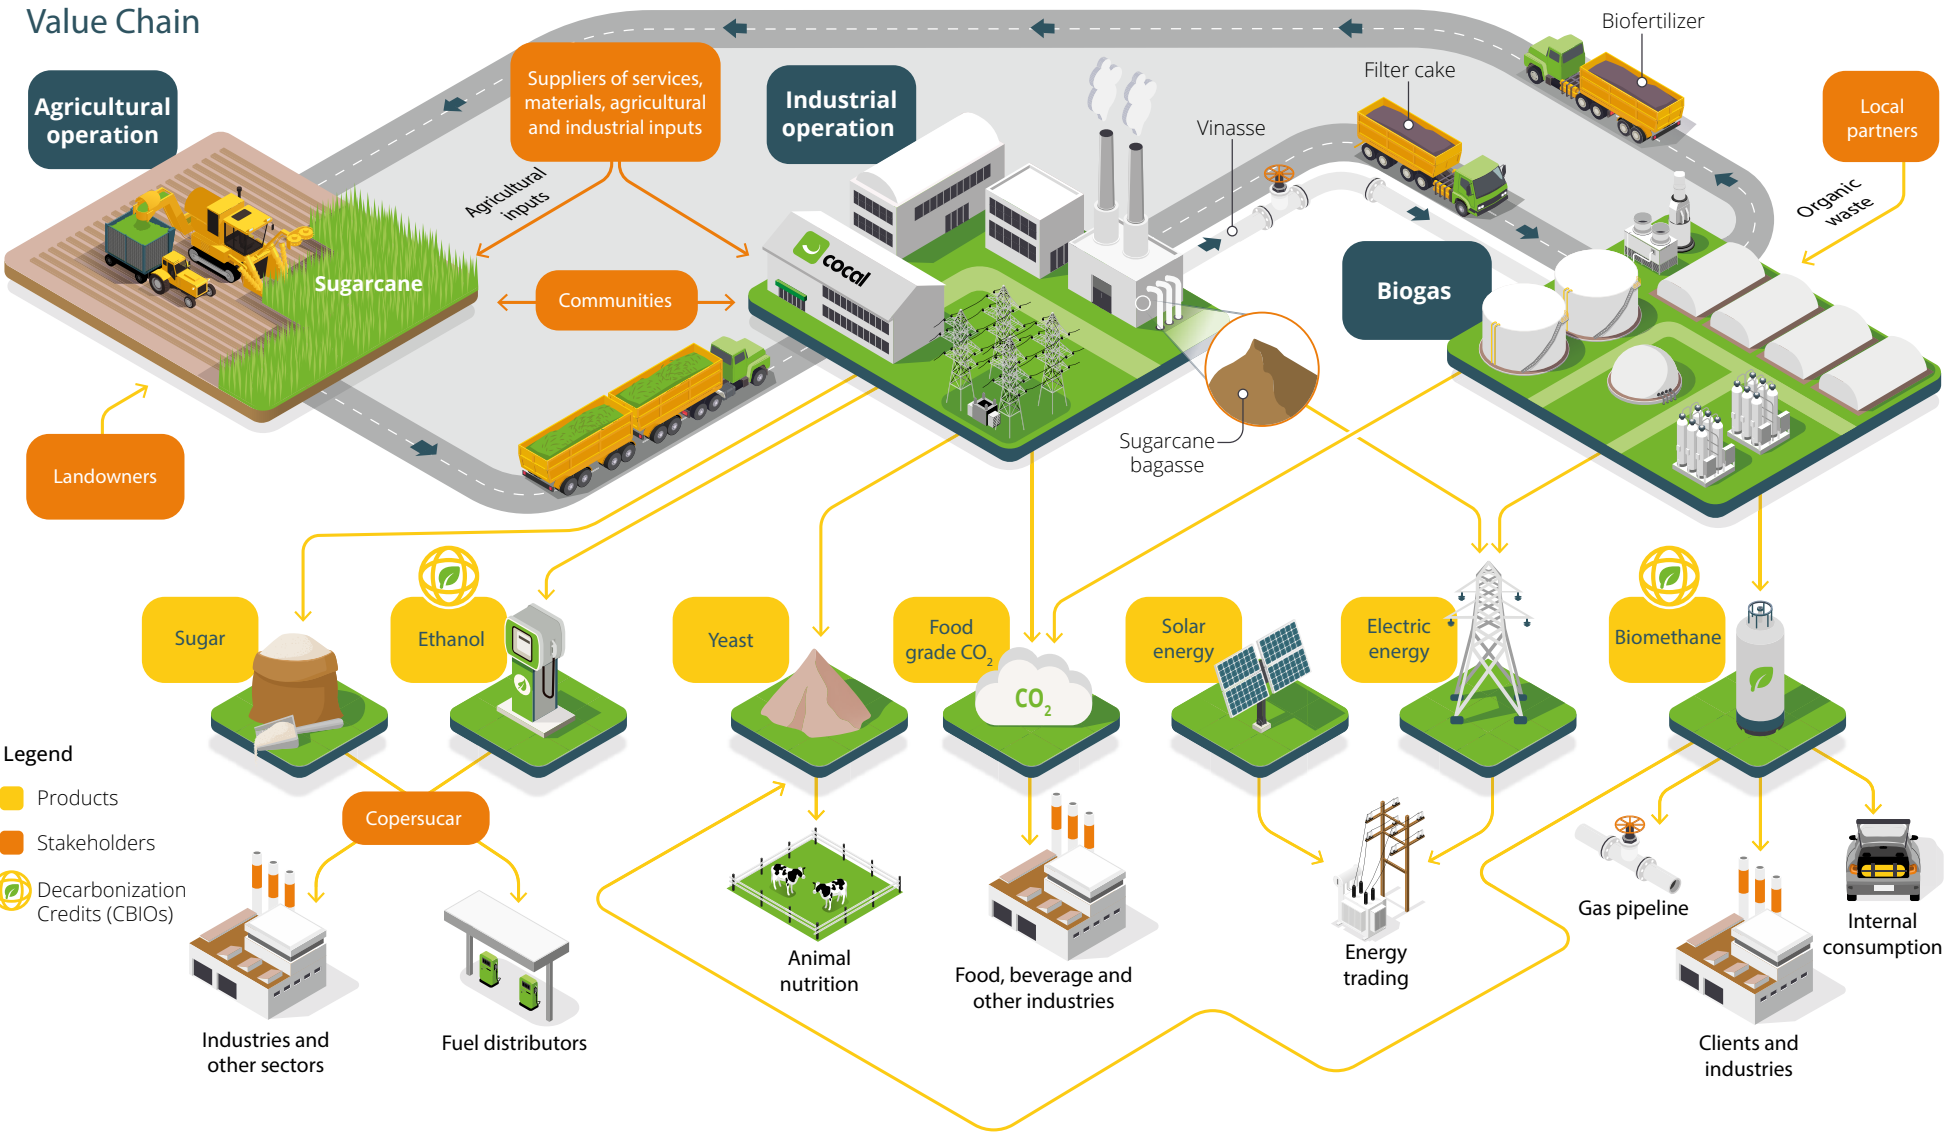 Value Chain
Agricultural
operation
Suppliers of services,
materials, agricultural
and industrial inputs
Industrial
operation
Biofertilizer
Filter cake
Vinasse
Local
partners
Agricultural
inputs
Organic
waste
Sugarcane
cocal
Communities
Biogas
Landowners
Sugarcane
bagasse
Sugar
Ethanol
Yeast
Food
grade CO₂
CO₂
Solar
energy
Electric
energy
Biomethane
Legend
Products
Stakeholders
Decarbonization
Credits (CBIOs)
Copersucar
Industries and
other sectors
Fuel distributors
Animal
nutrition
Food, beverage and
other industries
Energy
trading
Gas pipeline
Clients and
industries
Internal
consumption